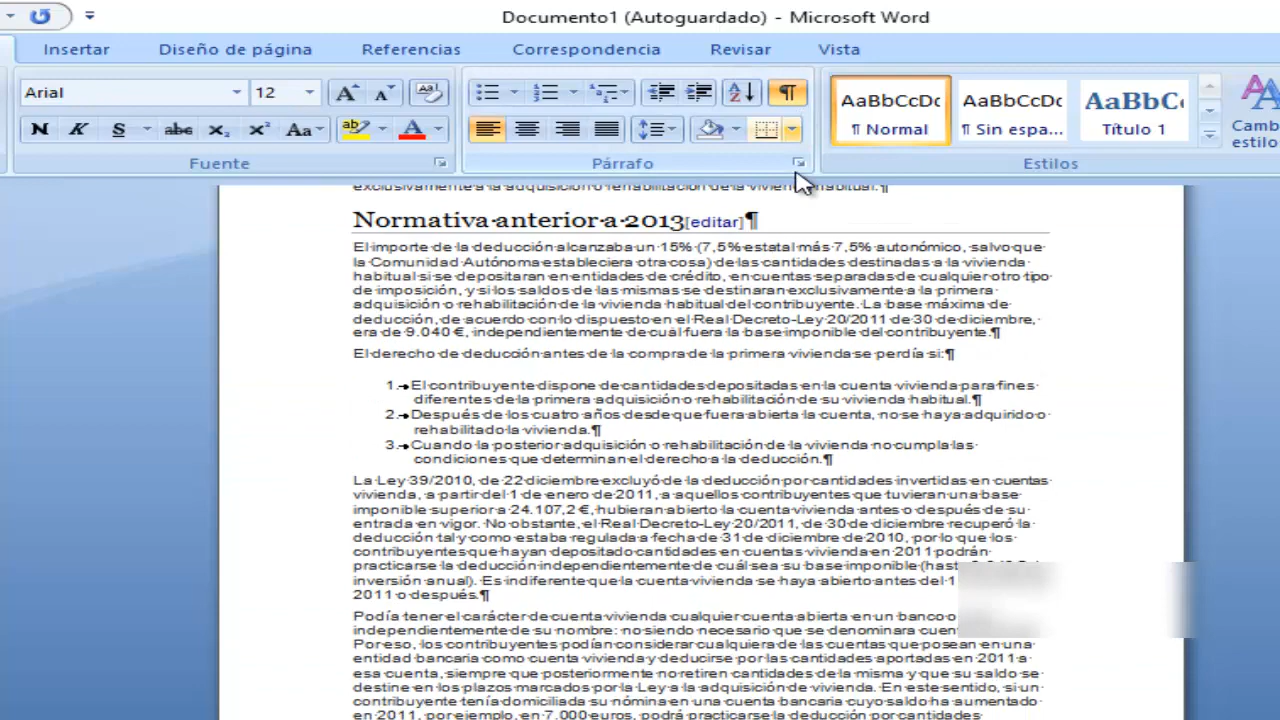 Documento1 (Autoguardado) - Microsoft Word
Insertar Diseño de página Referencias Correspondencia Revisar Vista
Arial 12 AaBbCcDc AaBbCcDc AaBbC
N K S abe x₂ x² Aa ab A ¶ Normal ¶ Sin espa... Título 1 Camb
estilo
Fuente Párrafo Estilos
exclusivamente a la adquisición o rehabilitación de la vivienda habitual.¶
Normativa·anterior·a·2013[editar]¶
El importe de la deducción alcanzaba un 15% (7,5% estatal más 7,5% autonómico, salvo que
la Comunidad Autónoma estableciera otra cosa) de las cantidades destinadas a la vivienda
habitual si se depositaran en entidades de crédito, en cuentas separadas de cualquier otro tipo
de imposición, y si los saldos de las mismas se destinaran exclusivamente a la primera
adquisición o rehabilitación de la vivienda habitual del contribuyente. La base máxima de
deducción, de acuerdo con lo dispuesto en el Real Decreto-Ley 20/2011 de 30 de diciembre,
era de 9.040 €, independientemente de cuál fuera la base imponible del contribuyente.¶
El derecho de deducción antes de la compra de la primera vivienda se perdía si:¶
1. El contribuyente dispone de cantidades depositadas en la cuenta vivienda para fines
diferentes de la primera adquisición o rehabilitación de su vivienda habitual.¶
2. Después de los cuatro años desde que fuera abierta la cuenta, no se haya adquirido o
rehabilitado la vivienda.¶
3. Cuando la posterior adquisición o rehabilitación de la vivienda no cumpla las
condiciones que determinan el derecho a la deducción.¶
La Ley 39/2010, de 22 diciembre excluyó de la deducción por cantidades invertidas en cuentas
vivienda, a partir del 1 de enero de 2011, a aquellos contribuyentes que tuvieran una base
imponible superior a 24.107,2 €, hubieran abierto la cuenta vivienda antes o después de su
entrada en vigor. No obstante, el Real Decreto-Ley 20/2011, de 30 de diciembre recuperó la
deducción tal y como estaba regulada a fecha de 31 de diciembre de 2010, por lo que los
contribuyentes que hayan depositado cantidades en cuentas vivienda en 2011 podrán
practicarse la deducción independientemente de cuál sea su base imponible (hasta
inversión anual). Es indiferente que la cuenta vivienda se haya abierto antes del 1
2011 o después.¶
Podía tener el carácter de cuenta vivienda cualquier cuenta abierta en un banco o
independientemente de su nombre: no siendo necesario que se denominara cuen
Por eso, los contribuyentes podían considerar cualquiera de las cuentas que posean en una
entidad bancaria como cuenta vivienda y deducirse por las cantidades aportadas en 2011 a
esa cuenta, siempre que posteriormente no retiren cantidades de la misma y que su saldo se
destine en los plazos marcados por la Ley a la adquisición de vivienda. En este sentido, si un
contribuyente tenía domiciliada su nómina en una cuenta bancaria cuyo saldo ha aumentado
en 2011, por ejemplo, en 7.000 euros, podrá practicarse la deducción por cantidades